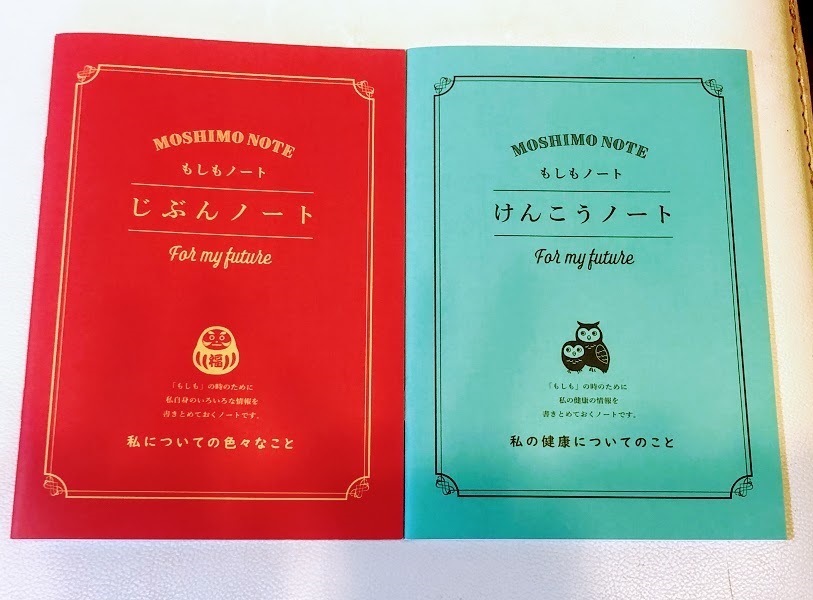 MOSHIMO NOTE
もしもノート
じぶんノート
For my future
福
「もしも」の時のために
私自身のいろいろな情報を
書きとめておくノートです。
私についての色々なこと
MOSHIMO NOTE
もしもノート
けんこうノート
For my future
「もしも」の時のために
私の健康の情報を
書きとめておくノートです。
私の健康についてのこと